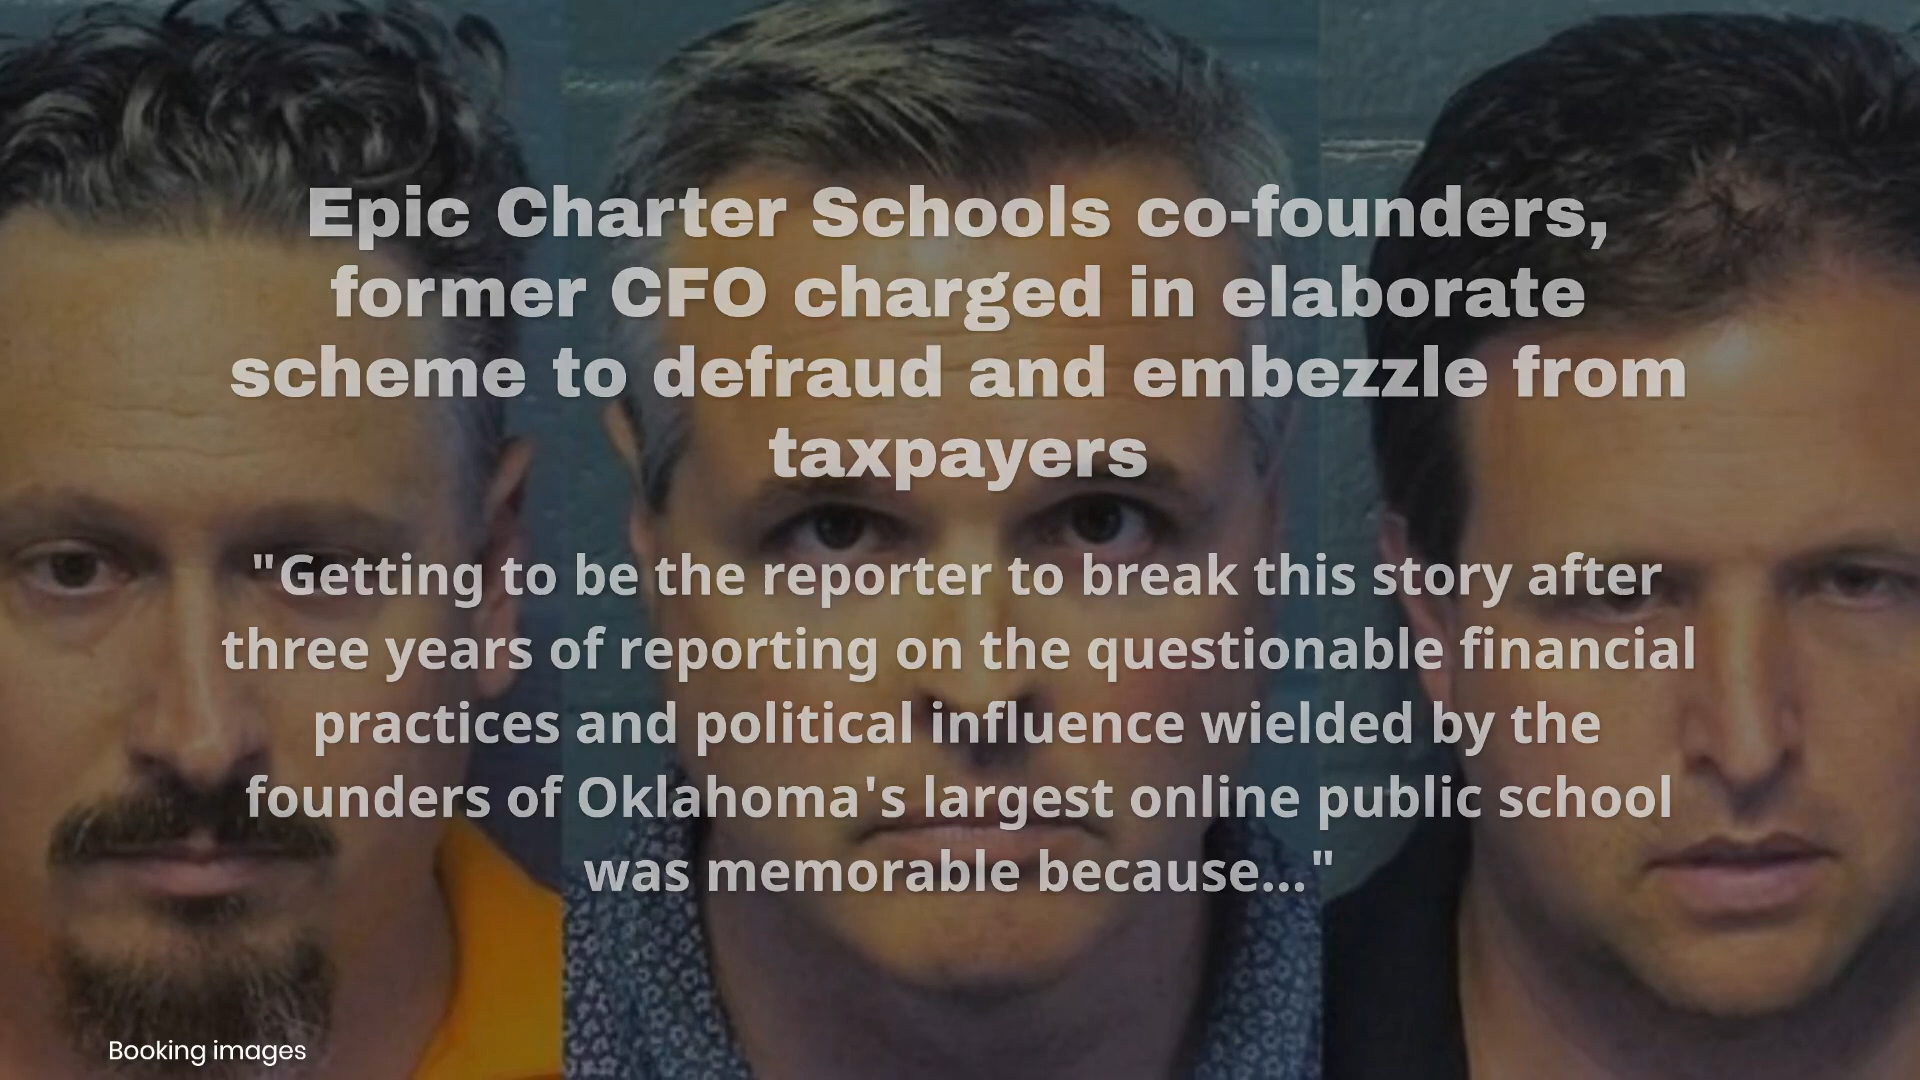 Epic Charter Schools co-founders,
former CFO charged in elaborate
scheme to defraud and embezzle from
taxpayers
"Getting to be the reporter to break this story after
three years of reporting on the questionable financial
practices and political influence wielded by the
founders of Oklahoma's largest online public school
was memorable because..."
Booking images